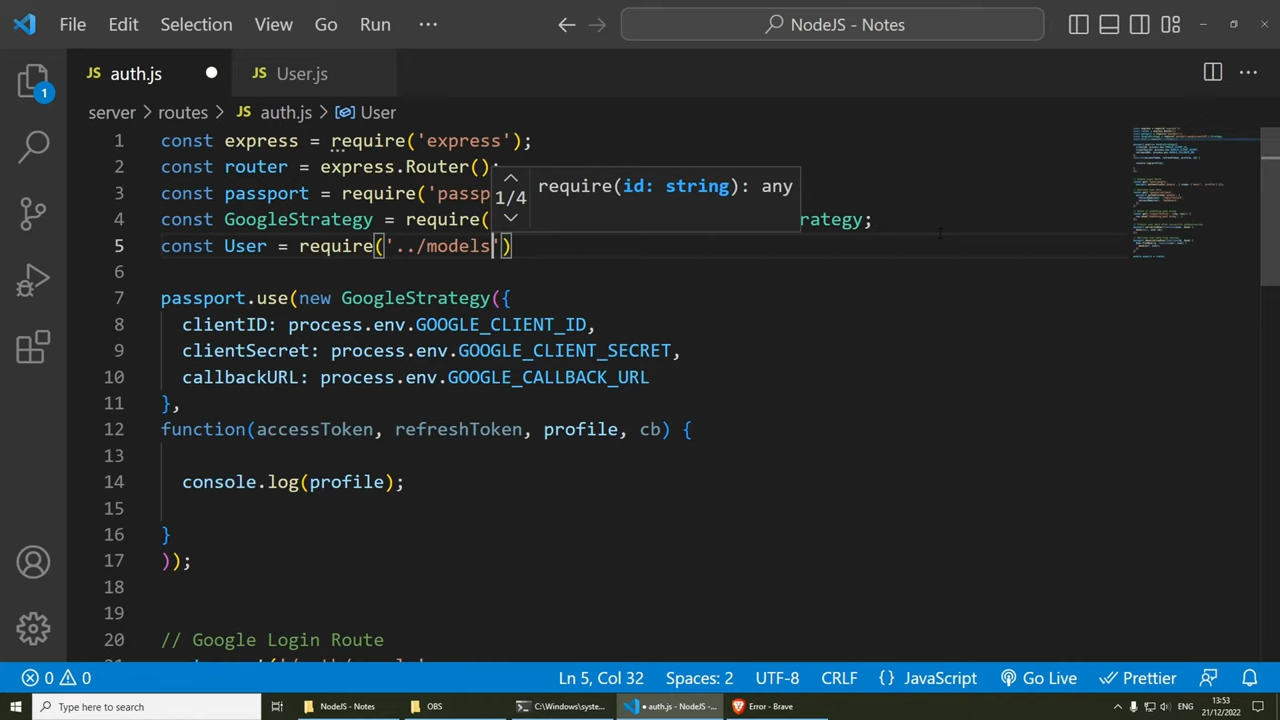 File Edit Selection View Go Run ··· NodeJS - Notes
JS auth.js JS User.js
1
server > routes > JS auth.js > User
1 const express = require('express');
2 const router = express.Router();
3 const passport = require('passp
1/4 require(id: string): any
4 const GoogleStrategy = require( rategy;
5 const User = require('../models')
6
7 passport.use(new GoogleStrategy({
8 clientID: process.env.GOOGLE_CLIENT_ID,
9 clientSecret: process.env.GOOGLE_CLIENT_SECRET,
10 callbackURL: process.env.GOOGLE_CALLBACK_URL
11 },
12 function(accessToken, refreshToken, profile, cb) {
13
14 console.log(profile);
15
16 }
17 ));
18
19
20 // Google Login Route
0 0 Ln 5, Col 32 Spaces: 2 UTF-8 CRLF {} JavaScript Go Live Prettier
Type here to search NodeJS - Notes OBS C:\Windows\syste... ● auth.js - NodeJS -... Error - Brave ENG 13:53
21/12/2022